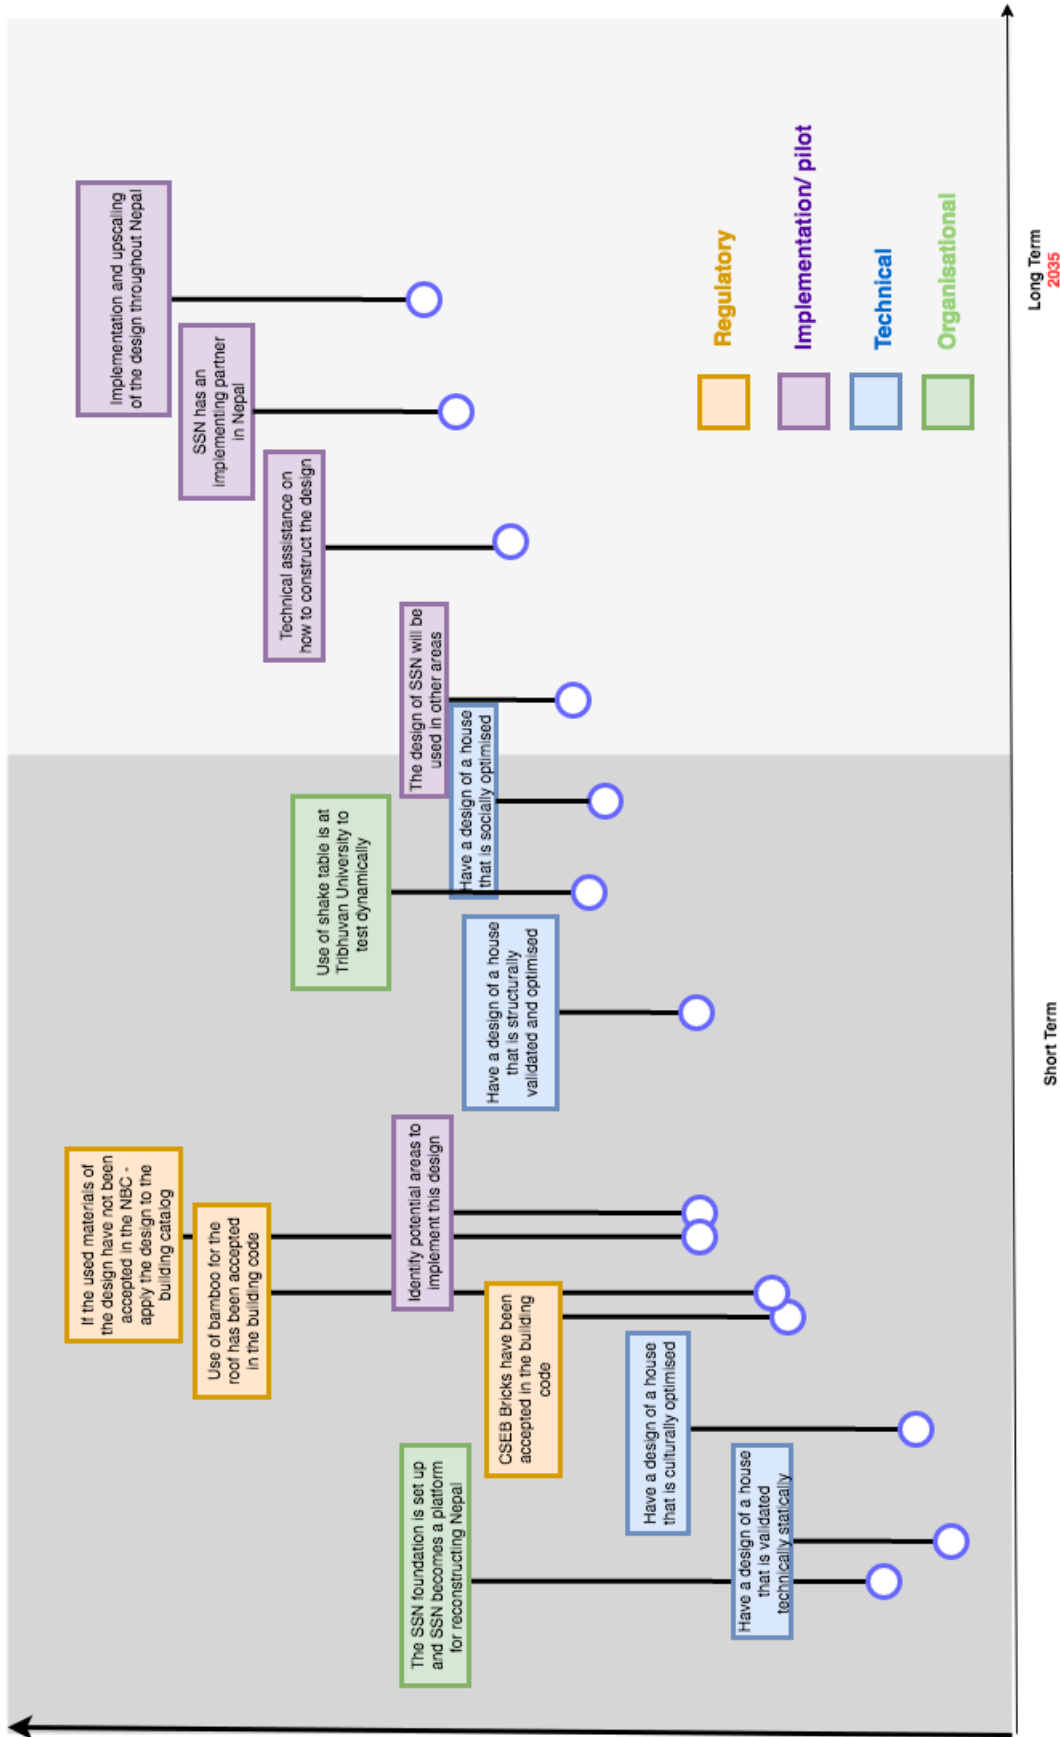 The SSN foundation is set up
and SSN becomes a platform
for reconstructing Nepal
Have a design of a house
that is validated
technically statically
Have a design of a house
that is culturally optimised
CSEB Bricks have been
accepted in the building
code
Use of bamboo for the
roof has been accepted
in the building code
If the used materials of
the design have not been
accepted in the NBC -
apply the design to the
building catalog
Identify potential areas to
implement this design
Have a design of a house
that is structurally
validated and optimised
Use of shake table is at
Tribhuvan University to
test dynamically
Have a design of a house
that is socially optimised
The design of SSN will be
used in other areas
Technical assistance on
how to construct the design
SSN has an
implementing partner
in Nepal
Implementation and upscaling
of the design throughout Nepal
Regulatory
Implementation/ pilot
Technical
Organisational
Short Term
Long Term
2035